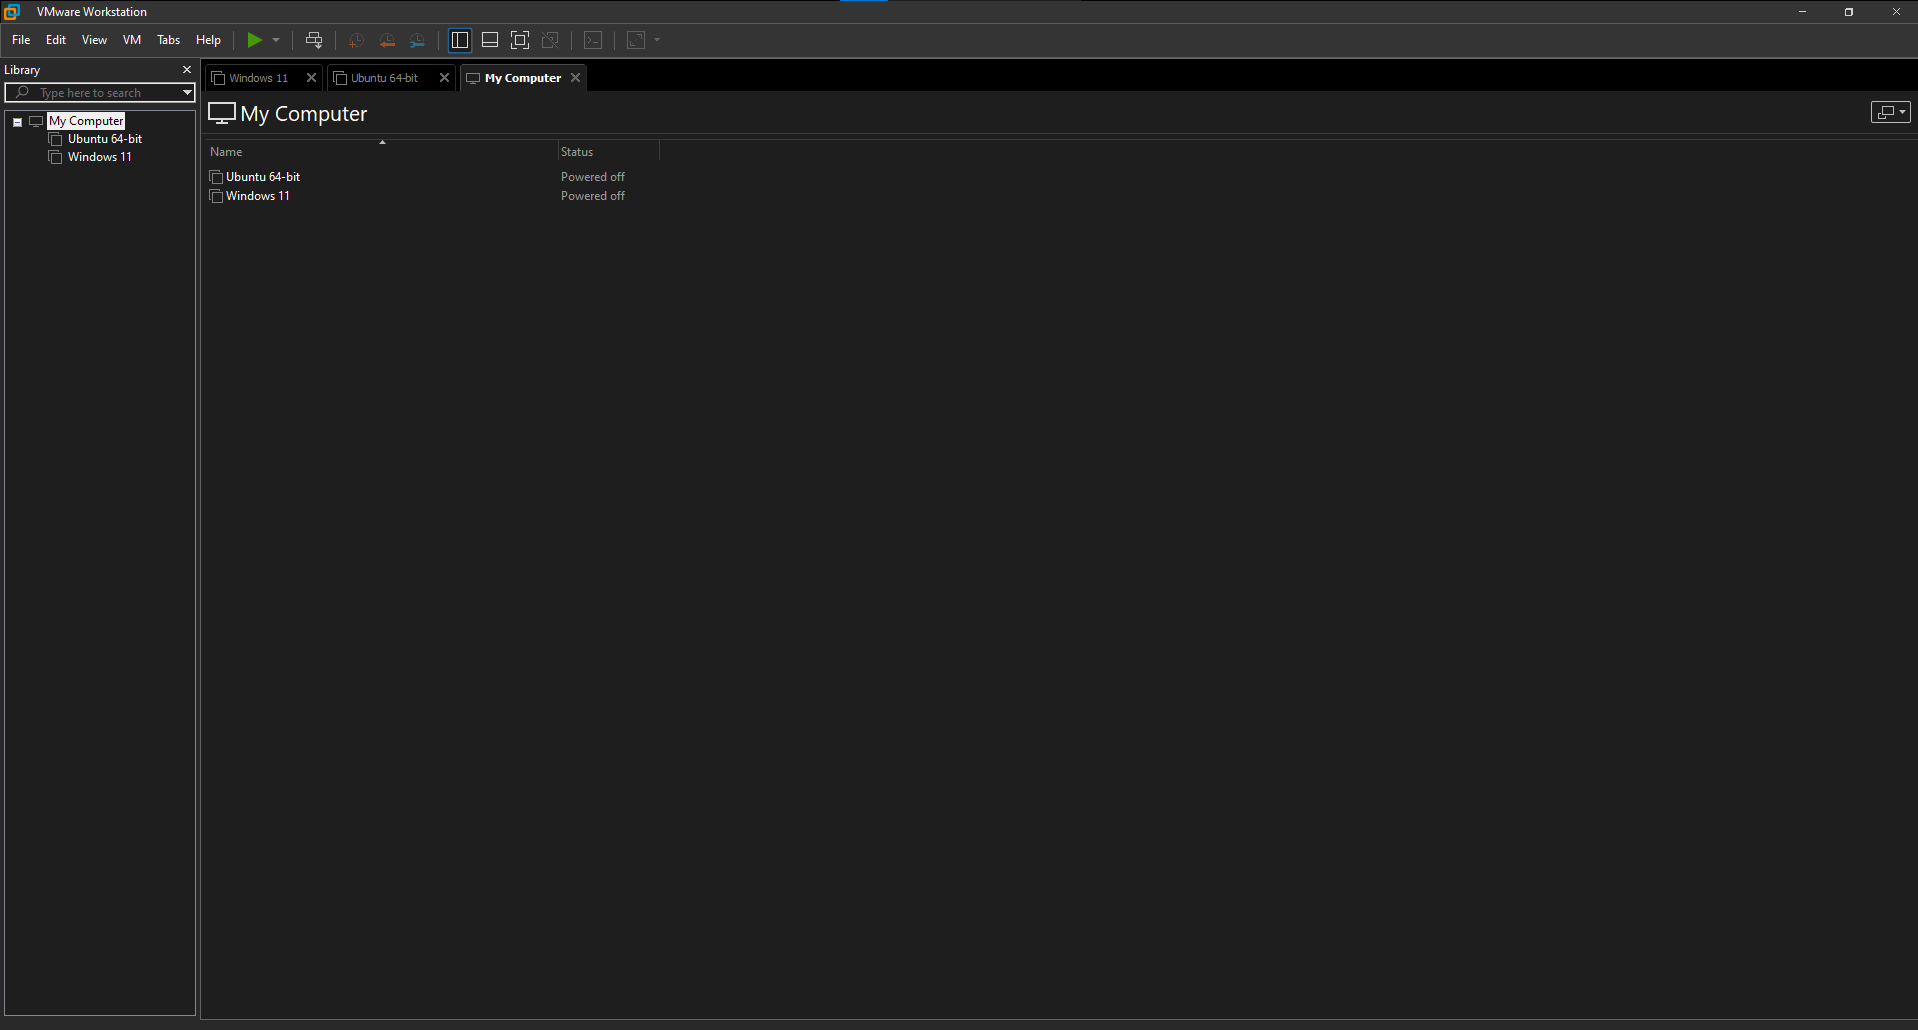 VMware Workstation
File Edit View VM Tabs Help
Library
Type here to search
My Computer
Ubuntu 64-bit
Windows 11
Windows 11 Ubuntu 64-bit My Computer
My Computer
Name Status
Ubuntu 64-bit Powered off
Windows 11 Powered off